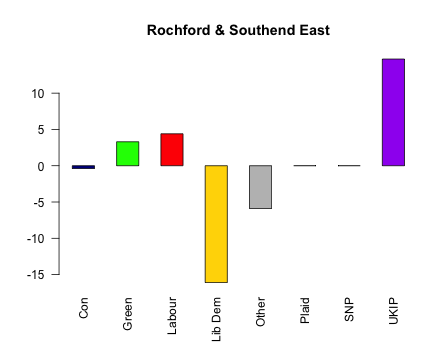 Rochford & Southend East
10
5
0
-5
-10
-15
Con
Green
Labour
Lib Dem
Other
Plaid
SNP
UKIP